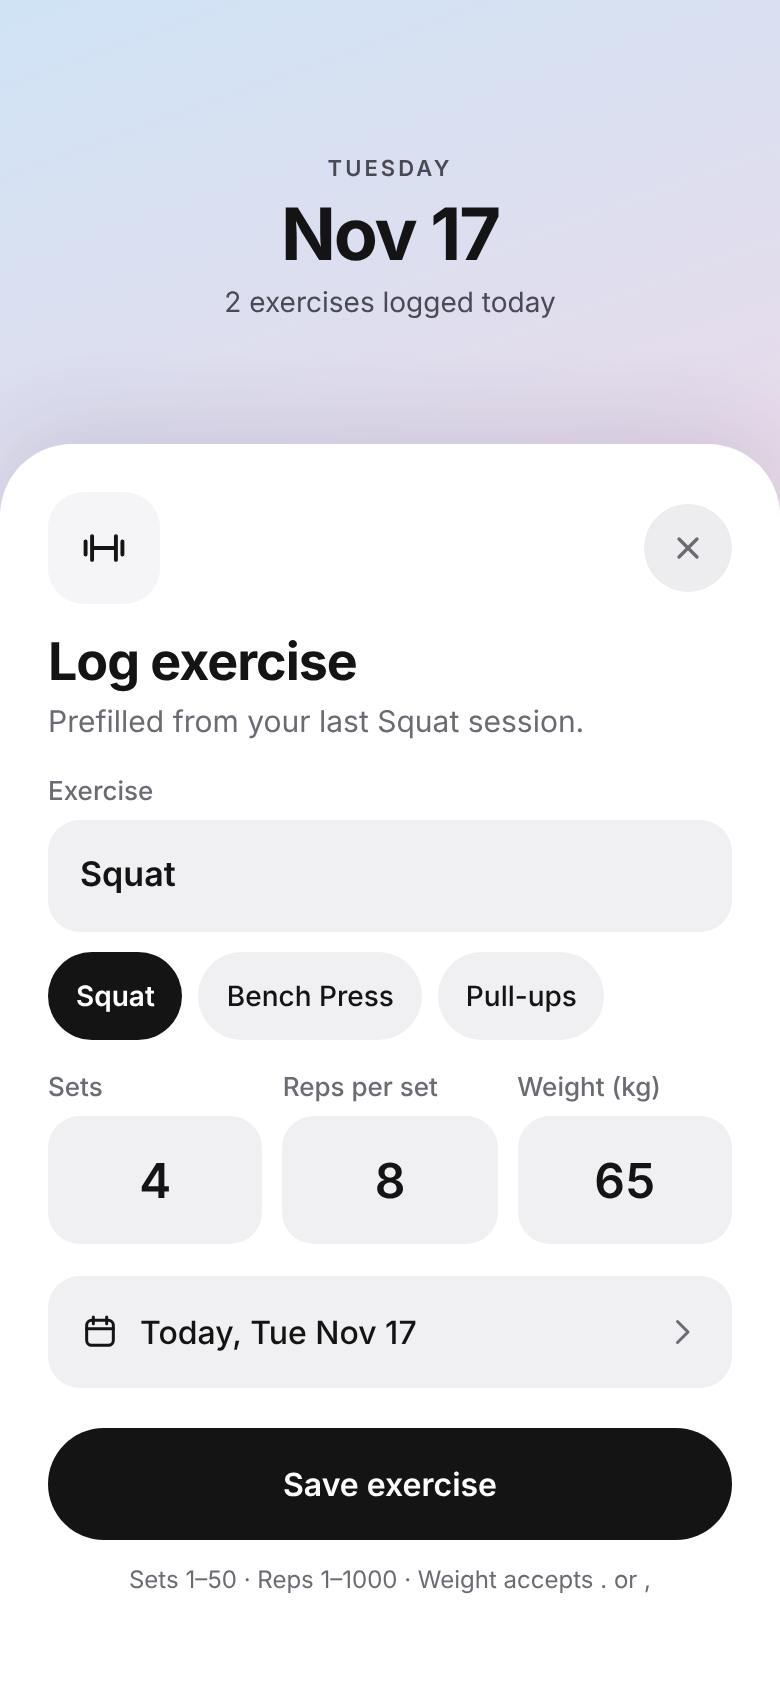 TUESDAY
Nov 17
2 exercises logged today
Log exercise
Prefilled from your last Squat session.
Exercise
Squat
Squat Bench Press Pull-ups
Sets Reps per set Weight (kg)
4 8 65
Today, Tue Nov 17
Save exercise
Sets 1–50 · Reps 1–1000 · Weight accepts . or ,